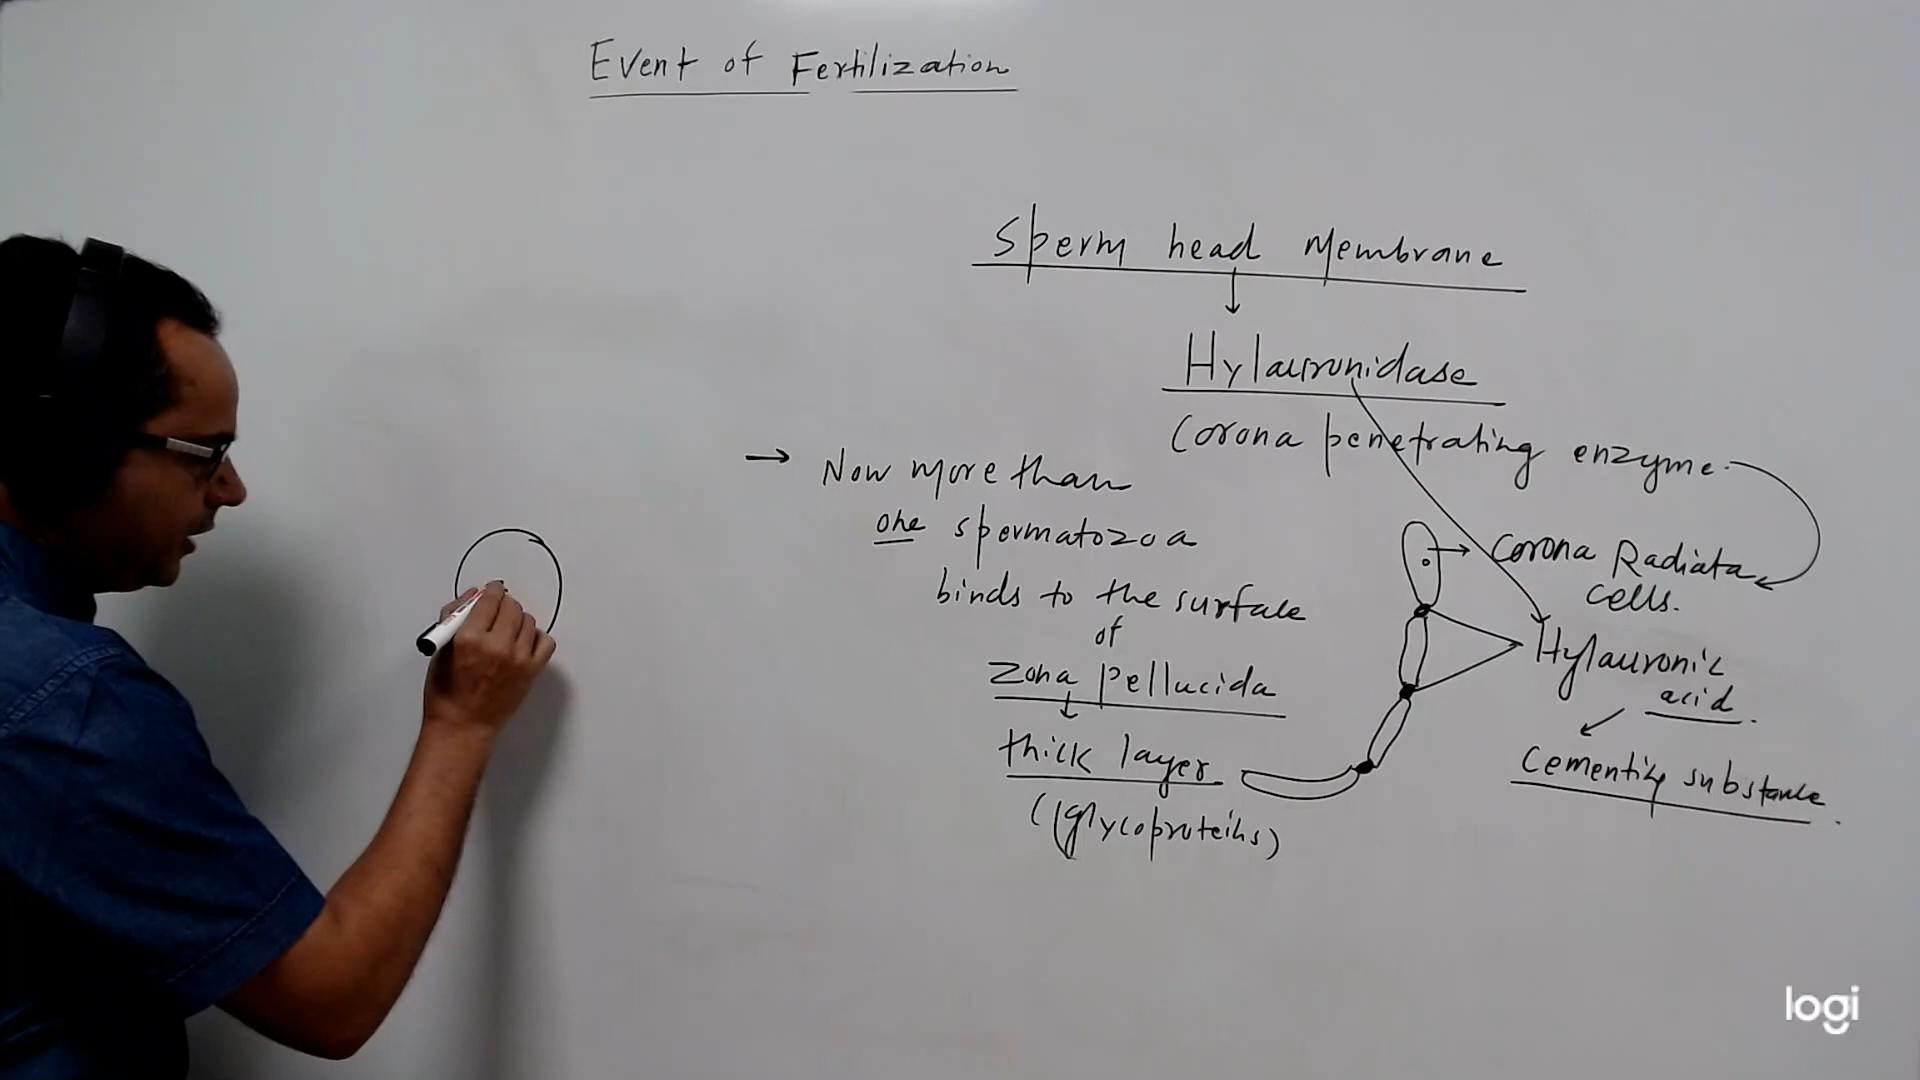 Event of Fertilization
Sperm head Membrane
Hylauronidase
Corona penetrating enzyme.
→ Now more than
one spermatozoa
binds to the surface
of
Zona pellucida
thick layer
(glycoproteins)
Corona Radiata
cells.
Hylauronic
acid.
Cementing substance.
logi